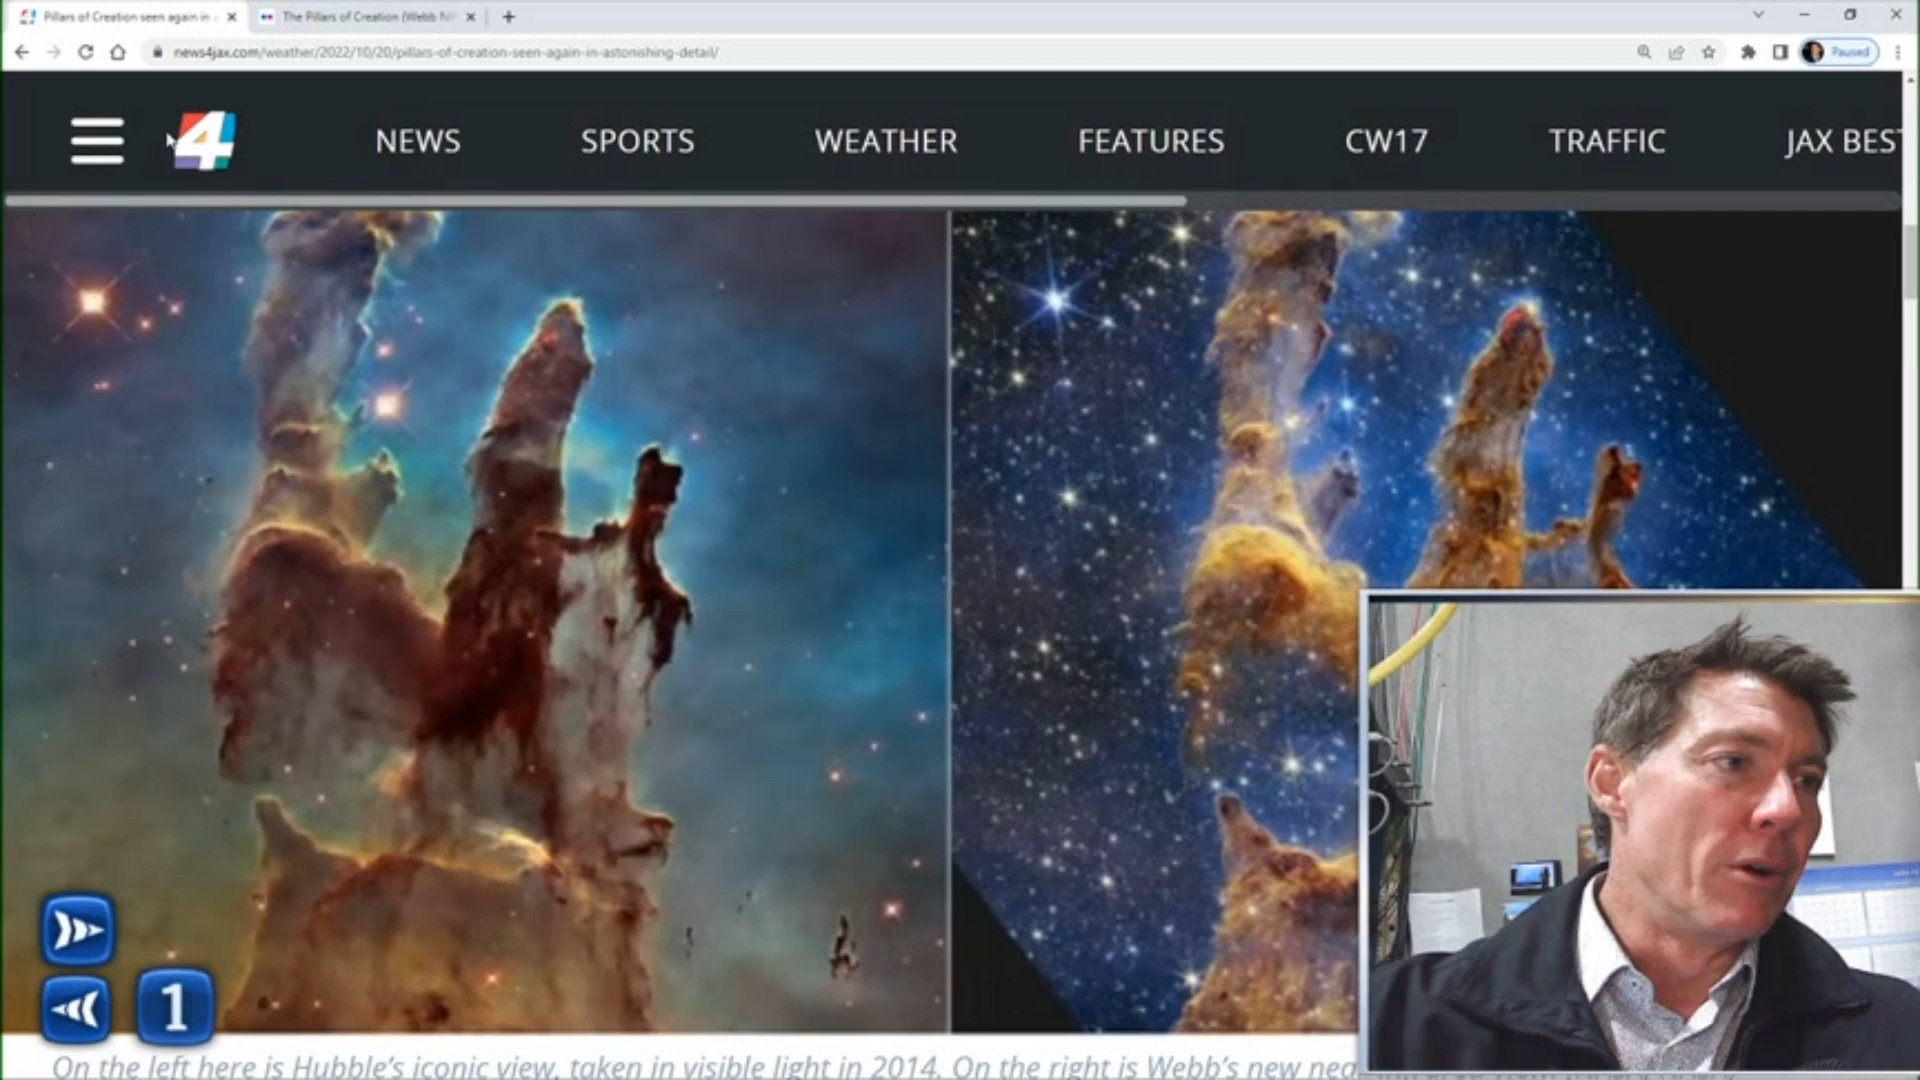 Pillars of Creation seen again in
The Pillars of Creation (Webb NI
news4jax.com/weather/2022/10/20/pillars-of-creation-seen-again-in-astonishing-detail/
Paused
4 NEWS SPORTS WEATHER FEATURES CW17 TRAFFIC JAX BEST
1
On the left here is Hubble's iconic view, taken in visible light in 2014. On the right is Webb's new nea